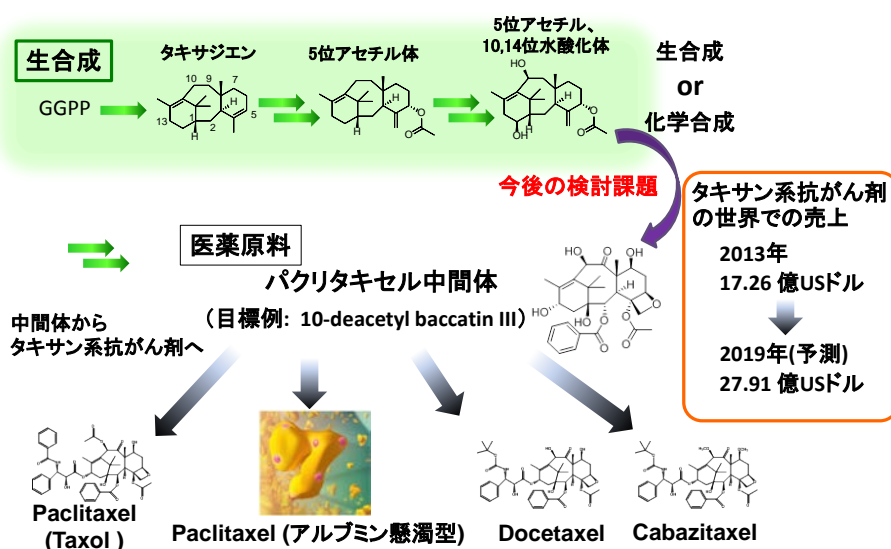 生合成
GGPP
タキサジエン
10
9
7
13
1
H
2
H
5
5位アセチル体
H
H
O
O
5位アセチル、
10,14位水酸化体
HO
H
H
OH
O
O
生合成
or
化学合成
今後の検討課題
タキサン系抗がん剤
の世界での売上
2013年
17.26 億USドル
2019年(予測)
27.91 億USドル
医薬原料
パクリタキセル中間体
(目標例: 10-deacetyl baccatin III)
HO
O
OH
HO
HO
H
O
O
O
O
O
中間体から
タキサン系抗がん剤へ
Paclitaxel
(Taxol )
Paclitaxel (アルブミン懸濁型)
Docetaxel
Cabazitaxel